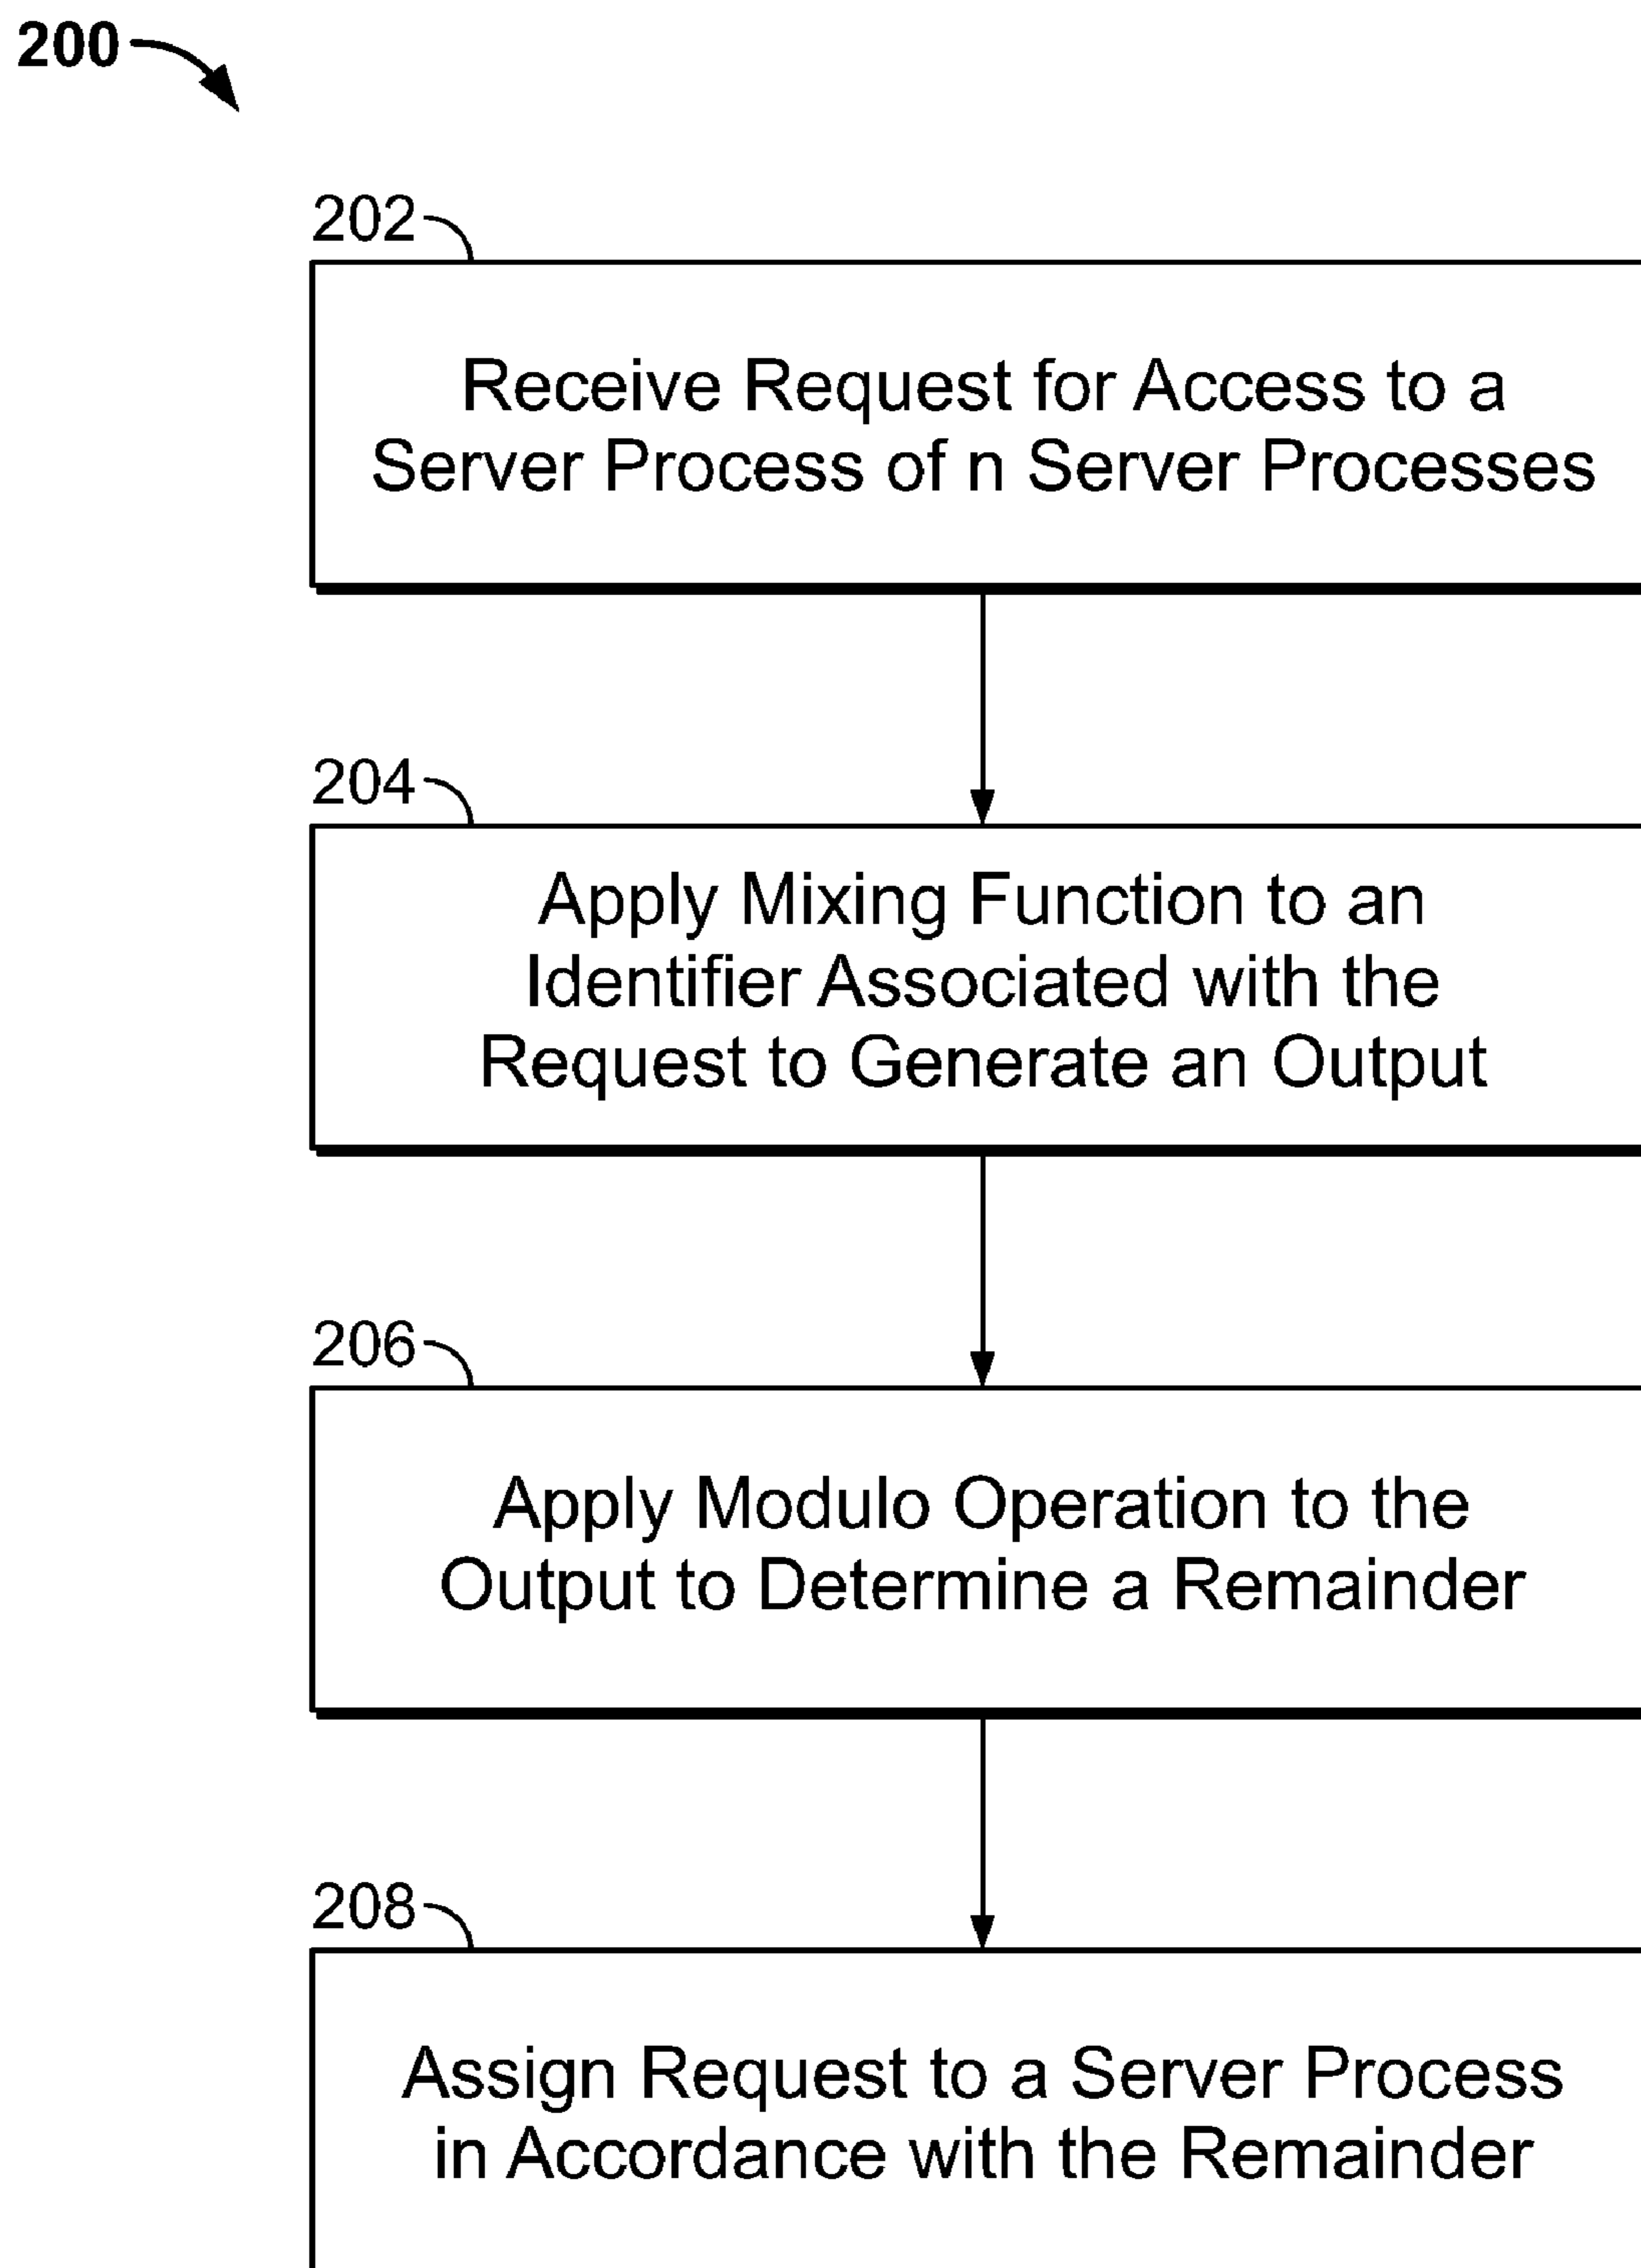 200
202
Receive Request for Access to a
Server Process of n Server Processes
204
Apply Mixing Function to an
Identifier Associated with the
Request to Generate an Output
206
Apply Modulo Operation to the
Output to Determine a Remainder
208
Assign Request to a Server Process
in Accordance with the Remainder